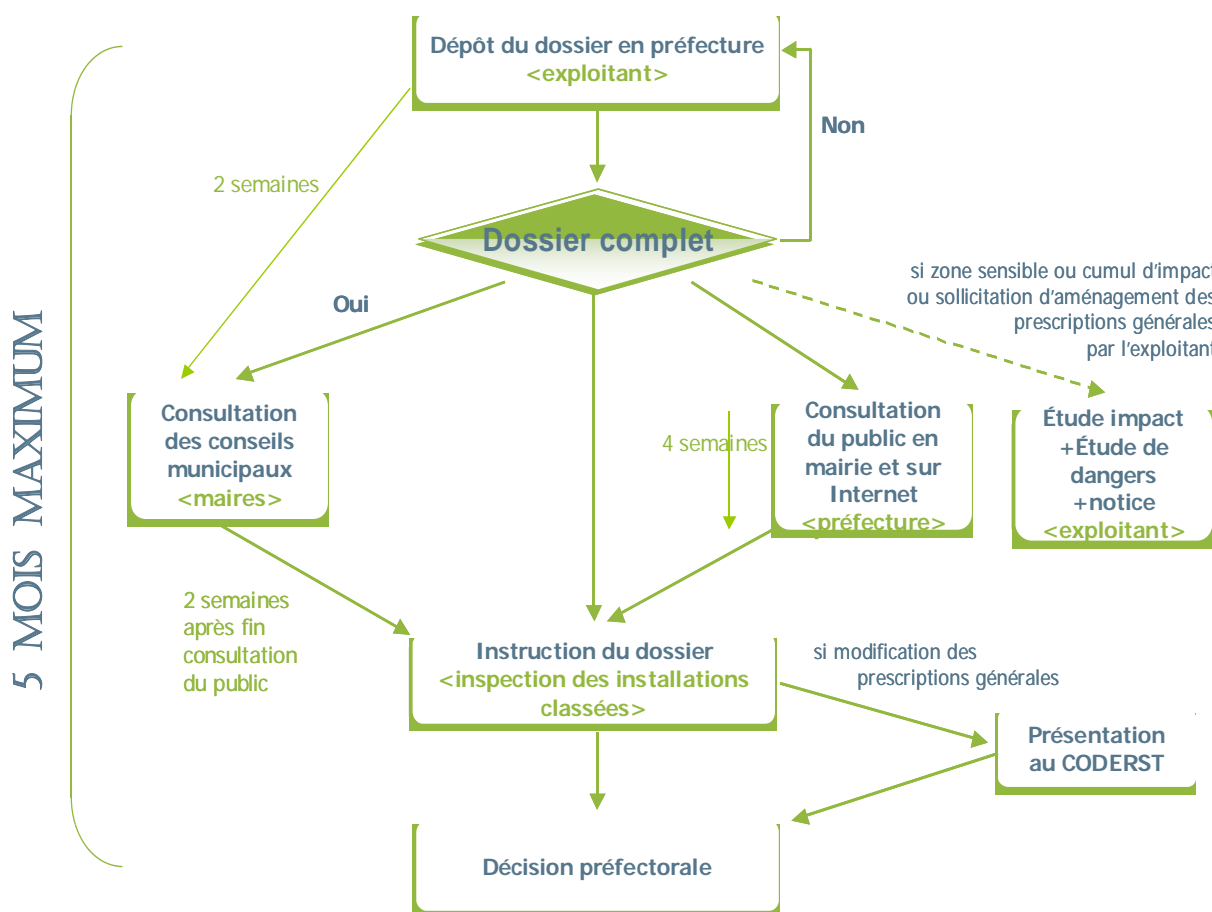 Dépôt du dossier en préfecture
<exploitant>
Non
2 semaines
Dossier complet
si zone sensible ou cumul d'impact
ou sollicitation d'aménagement des
prescriptions générales
par l'exploitant
Oui
5 MOIS MAXIMUM
Consultation
des conseils
municipaux
<maires>
4 semaines
Consultation
du public en
mairie et sur
Internet
<préfecture>
Étude impact
+Étude de
dangers
+notice
<exploitant>
2 semaines
après fin
consultation
du public
Instruction du dossier
<inspection des installations
classées>
si modification des
prescriptions générales
Présentation
au CODERST
Décision préfectorale